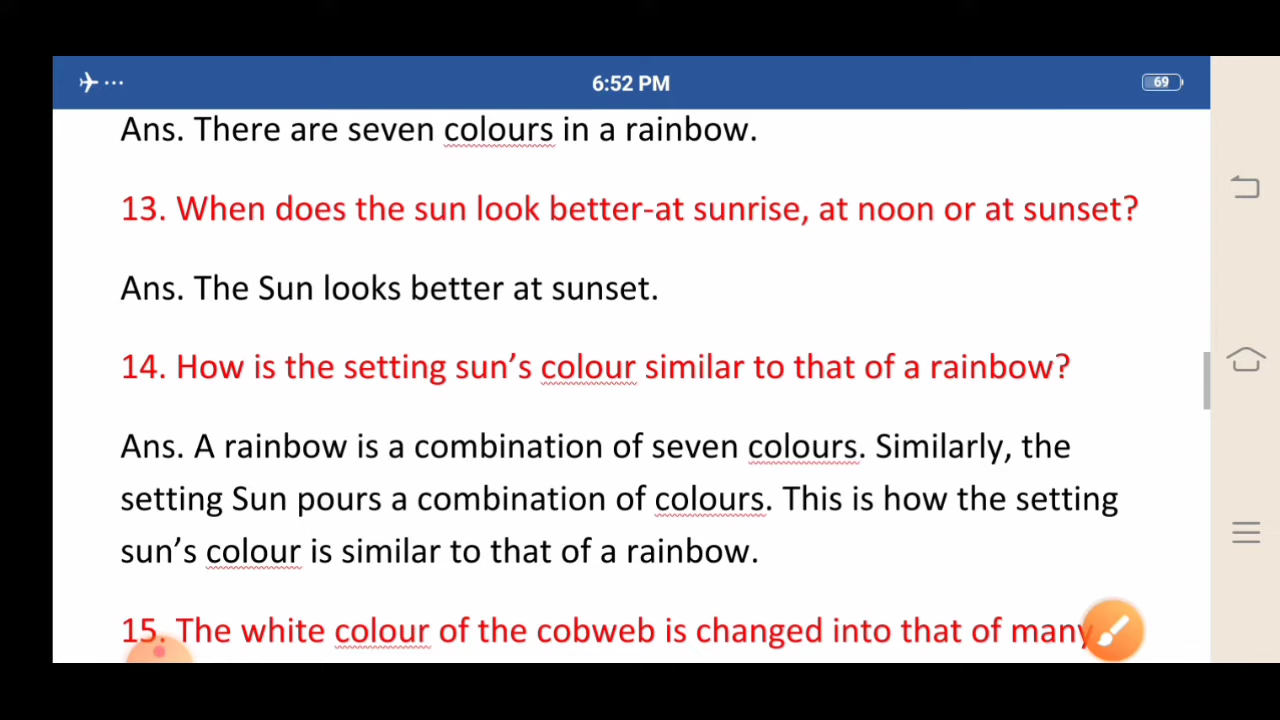 6:52 PM
69
Ans. There are seven colours in a rainbow.
13. When does the sun look better-at sunrise, at noon or at sunset?
Ans. The Sun looks better at sunset.
14. How is the setting sun’s colour similar to that of a rainbow?
Ans. A rainbow is a combination of seven colours. Similarly, the
setting Sun pours a combination of colours. This is how the setting
sun’s colour is similar to that of a rainbow.
15. The white colour of the cobweb is changed into that of many